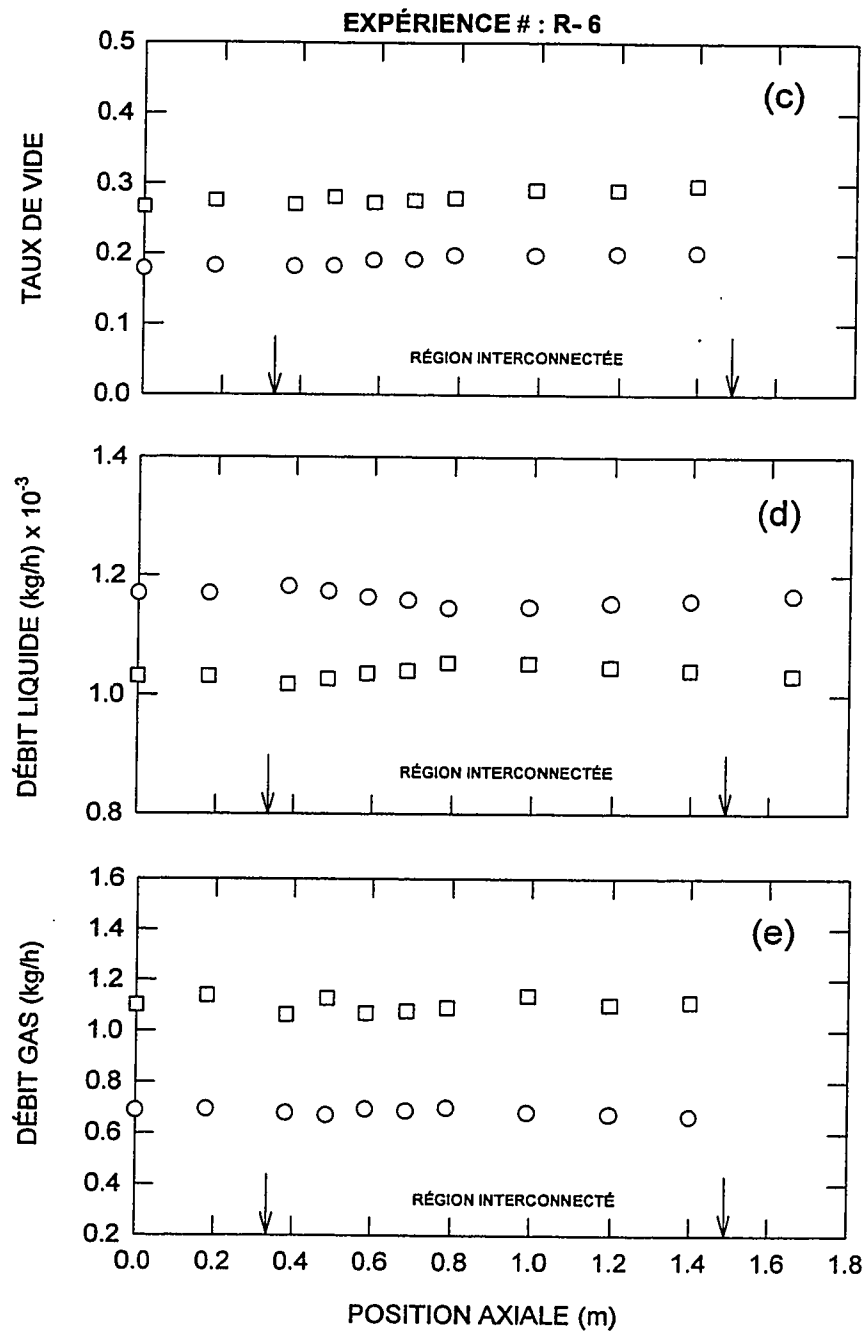 EXPÉRIENCE # : R- 6
(c)
TAUX DE VIDE
0.5
0.4
0.3
0.2
0.1
0.0
RÉGION INTERCONNECTÉE
(d)
DÉBIT LIQUIDE (kg/h) x 10-3
1.4
1.2
1.0
0.8
RÉGION INTERCONNECTÉE
(e)
DÉBIT GAS (kg/h)
1.6
1.4
1.2
1.0
0.8
0.6
0.4
0.2
RÉGION INTERCONNECTÉ
0.0 0.2 0.4 0.6 0.8 1.0 1.2 1.4 1.6 1.8
POSITION AXIALE (m)